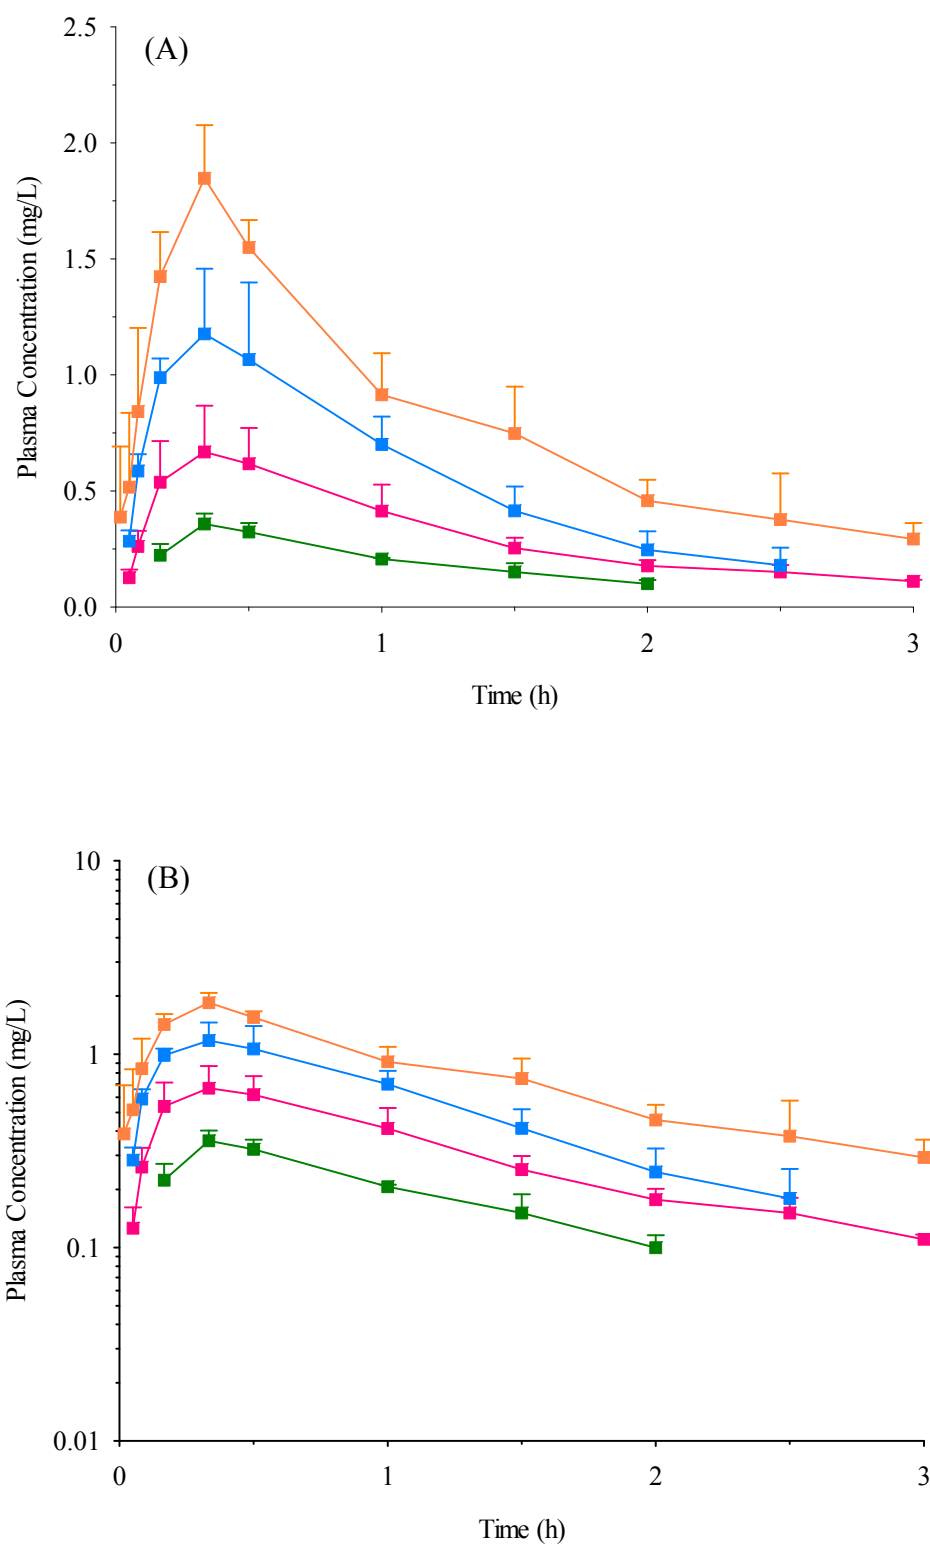 (A)
2.5
2.0
1.5
1.0
0.5
0.0
Plasma Concentration (mg/L)
0 1 2 3
Time (h)
(B)
10
1
0.1
0.01
Plasma Concentration (mg/L)
0 1 2 3
Time (h)